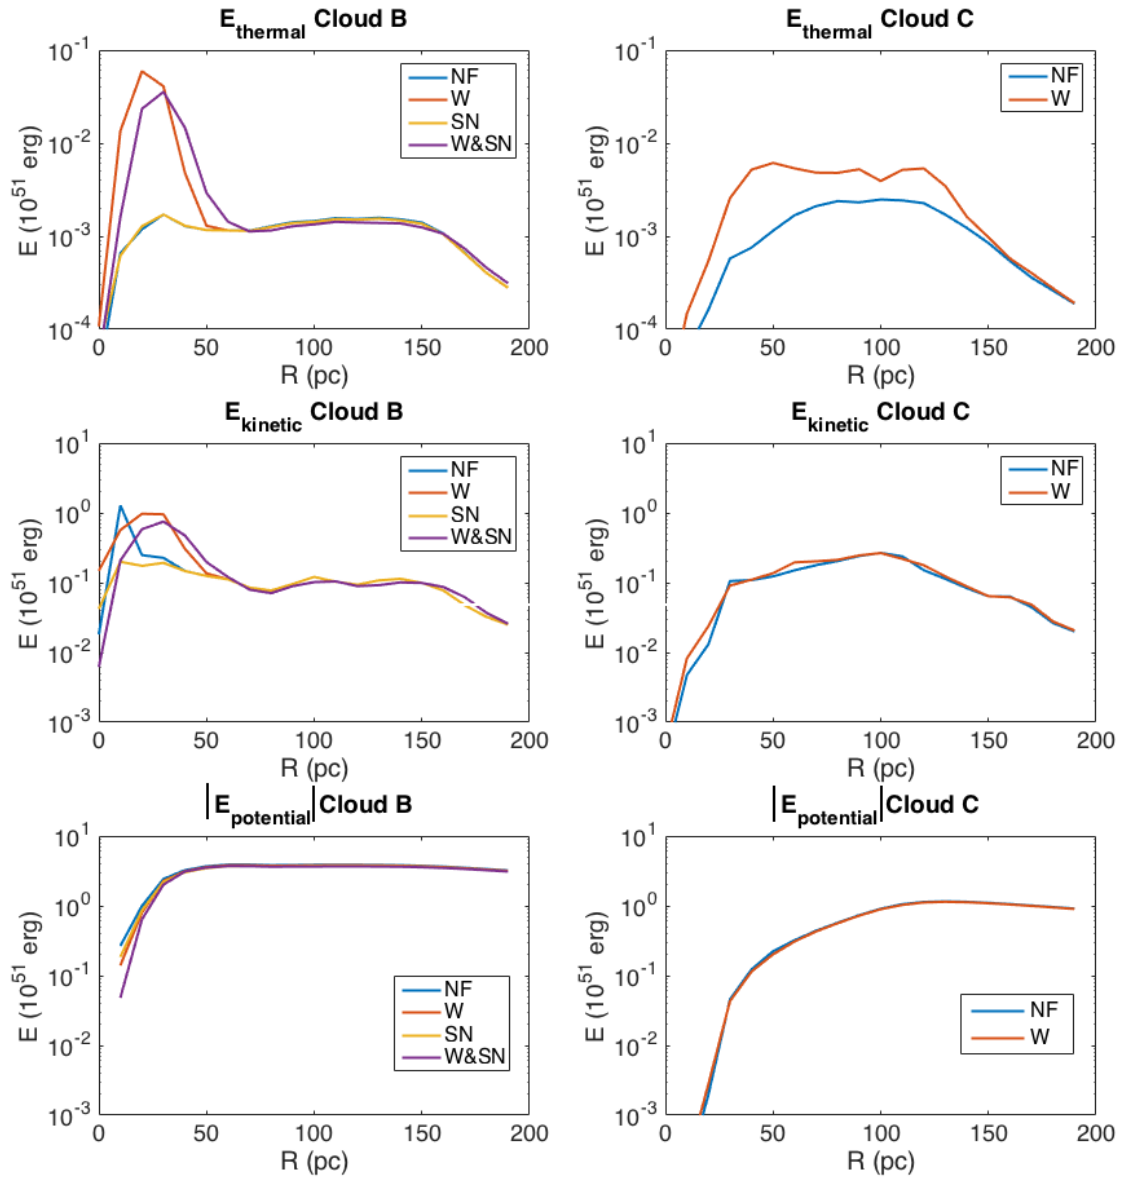 E_thermal Cloud B
E (10^51 erg)
10^-1
10^-2
10^-3
10^-4
NF
W
SN
W&SN
0 50 100 150 200
R (pc)
E_thermal Cloud C
E (10^51 erg)
10^-1
10^-2
10^-3
10^-4
NF
W
0 50 100 150 200
R (pc)
E_kinetic Cloud B
E (10^51 erg)
10^1
10^0
10^-1
10^-2
10^-3
NF
W
SN
W&SN
0 50 100 150 200
R (pc)
E_kinetic Cloud C
E (10^51 erg)
10^1
10^0
10^-1
10^-2
10^-3
NF
W
0 50 100 150 200
R (pc)
|E_potential| Cloud B
E (10^51 erg)
10^1
10^0
10^-1
10^-2
10^-3
NF
W
SN
W&SN
0 50 100 150 200
R (pc)
|E_potential| Cloud C
E (10^51 erg)
10^1
10^0
10^-1
10^-2
10^-3
NF
W
0 50 100 150 200
R (pc)